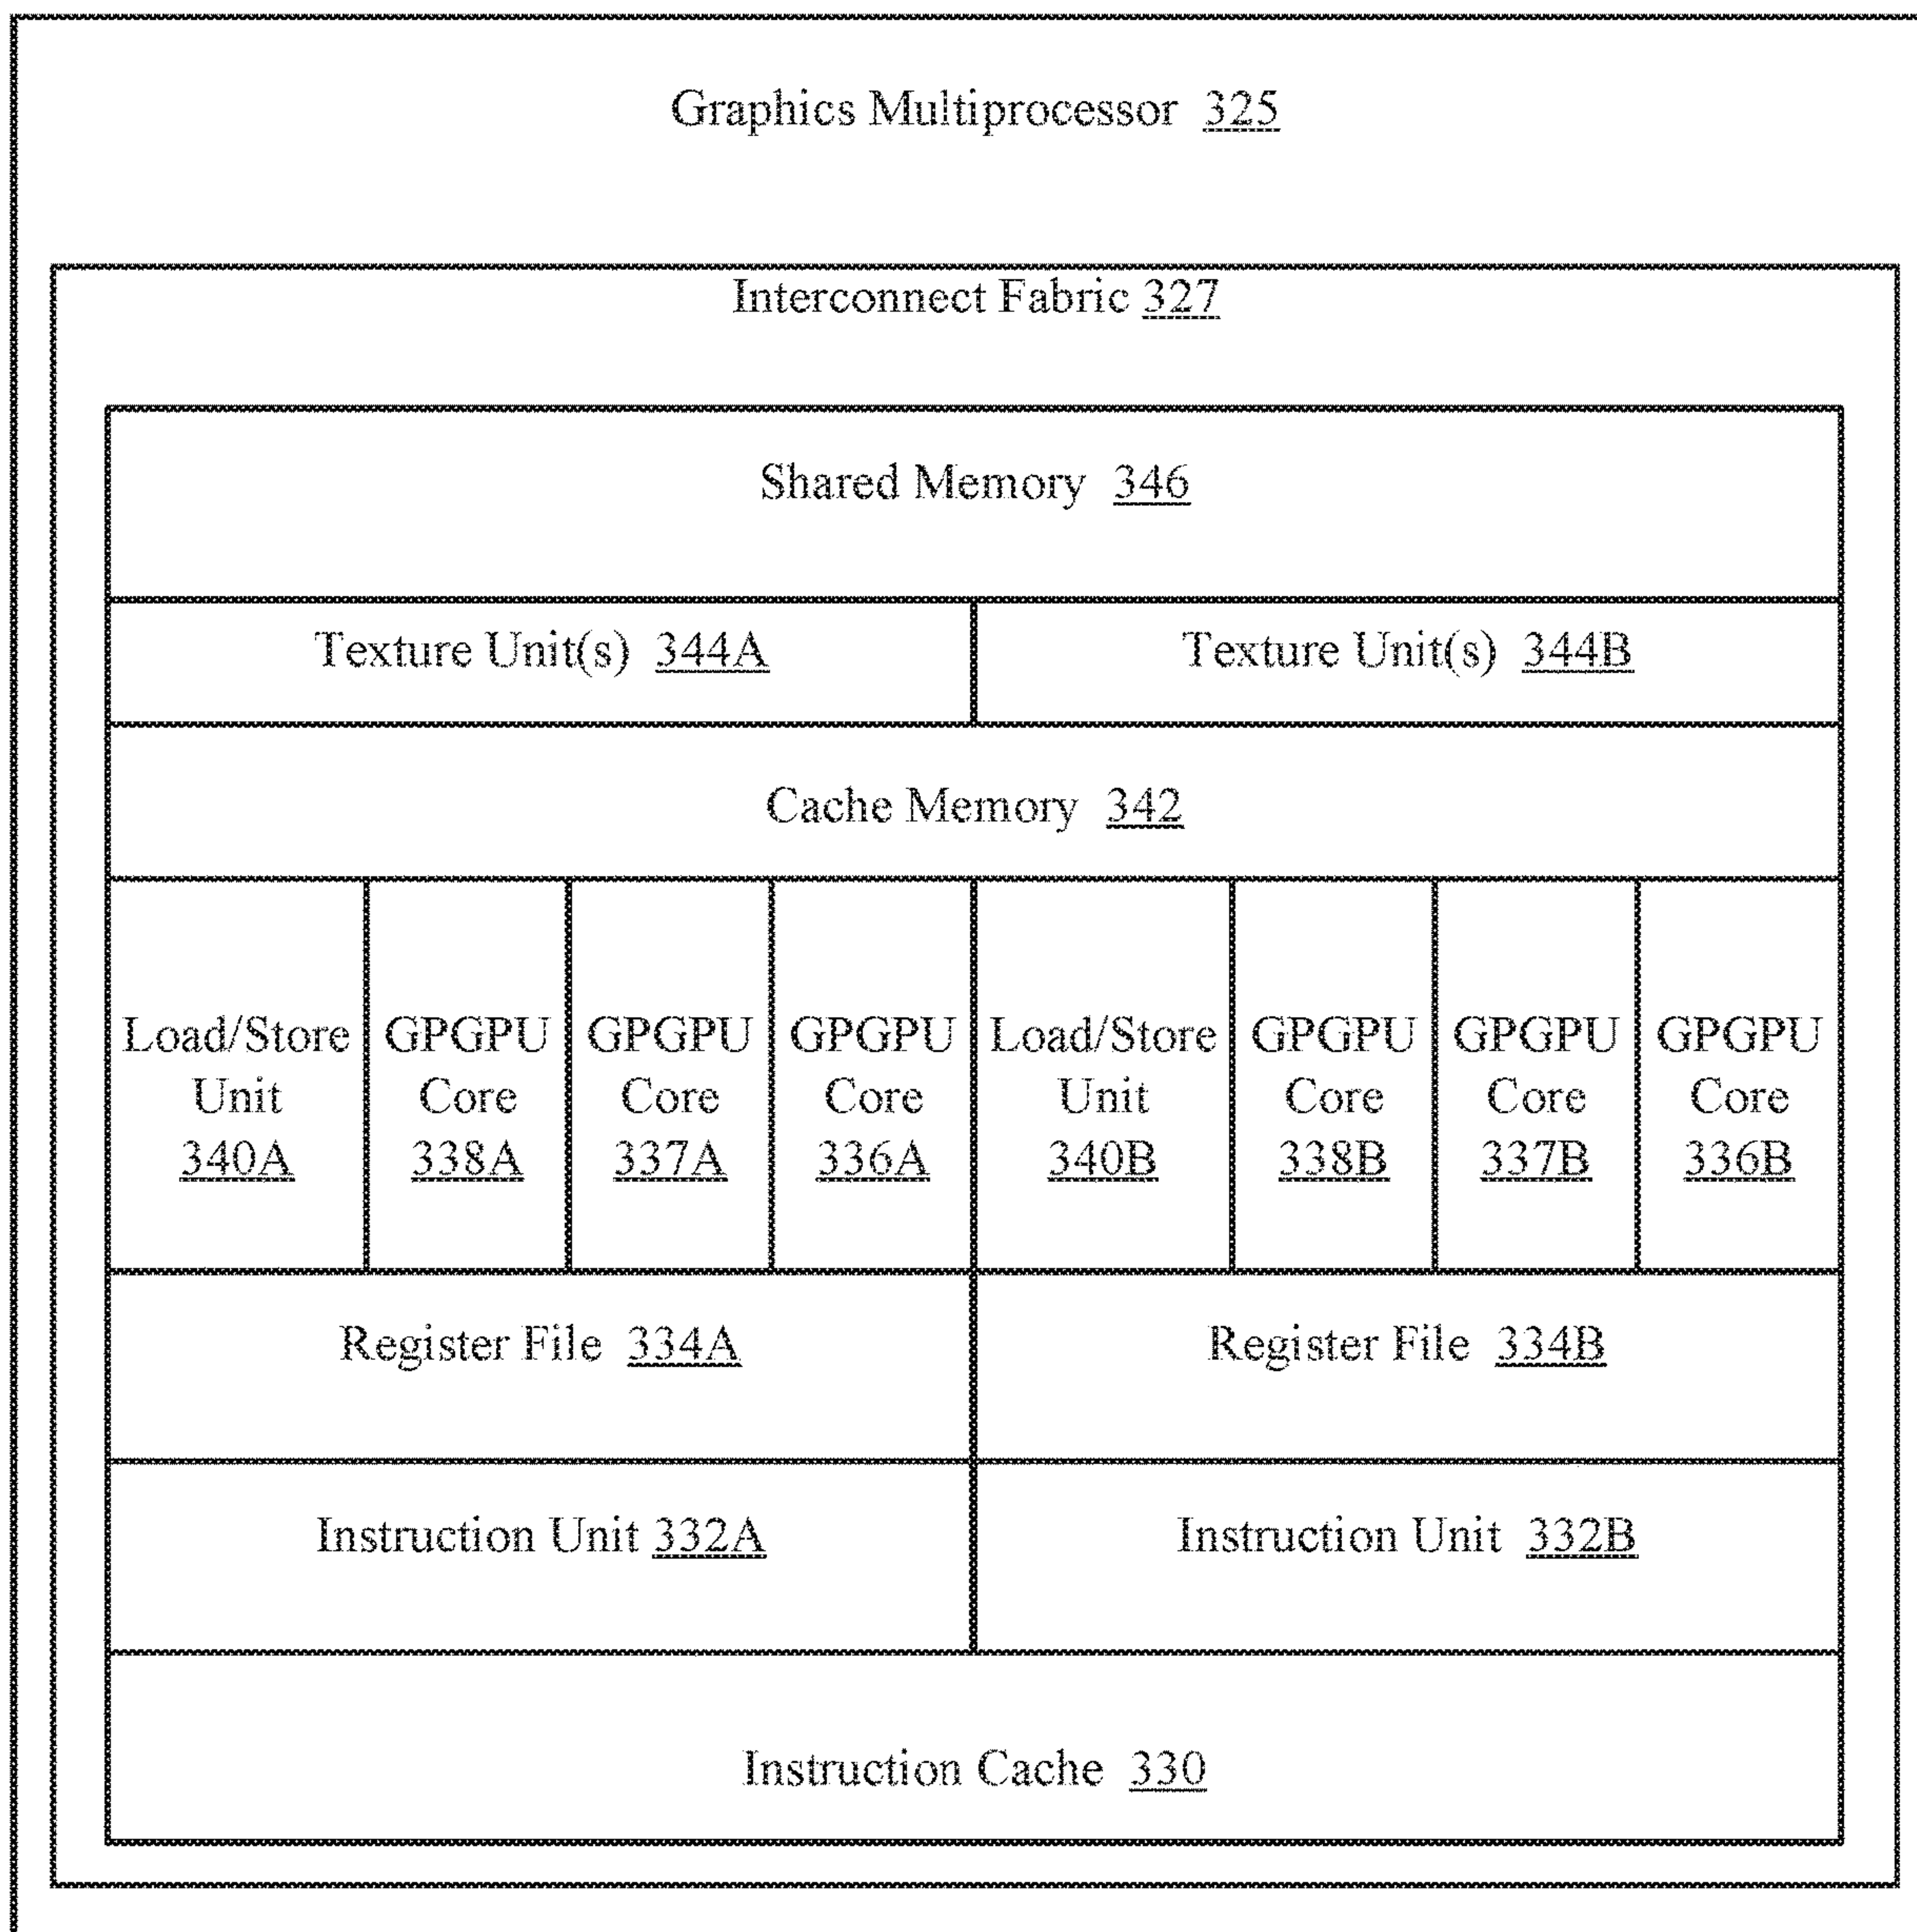 Graphics Multiprocessor 325
Interconnect Fabric 327
Shared Memory 346
Texture Unit(s) 344A
Texture Unit(s) 344B
Cache Memory 342
Load/Store
Unit
340A
GPGPU
Core
338A
GPGPU
Core
337A
GPGPU
Core
336A
Load/Store
Unit
340B
GPGPU
Core
338B
GPGPU
Core
337B
GPGPU
Core
336B
Register File 334A
Register File 334B
Instruction Unit 332A
Instruction Unit 332B
Instruction Cache 330